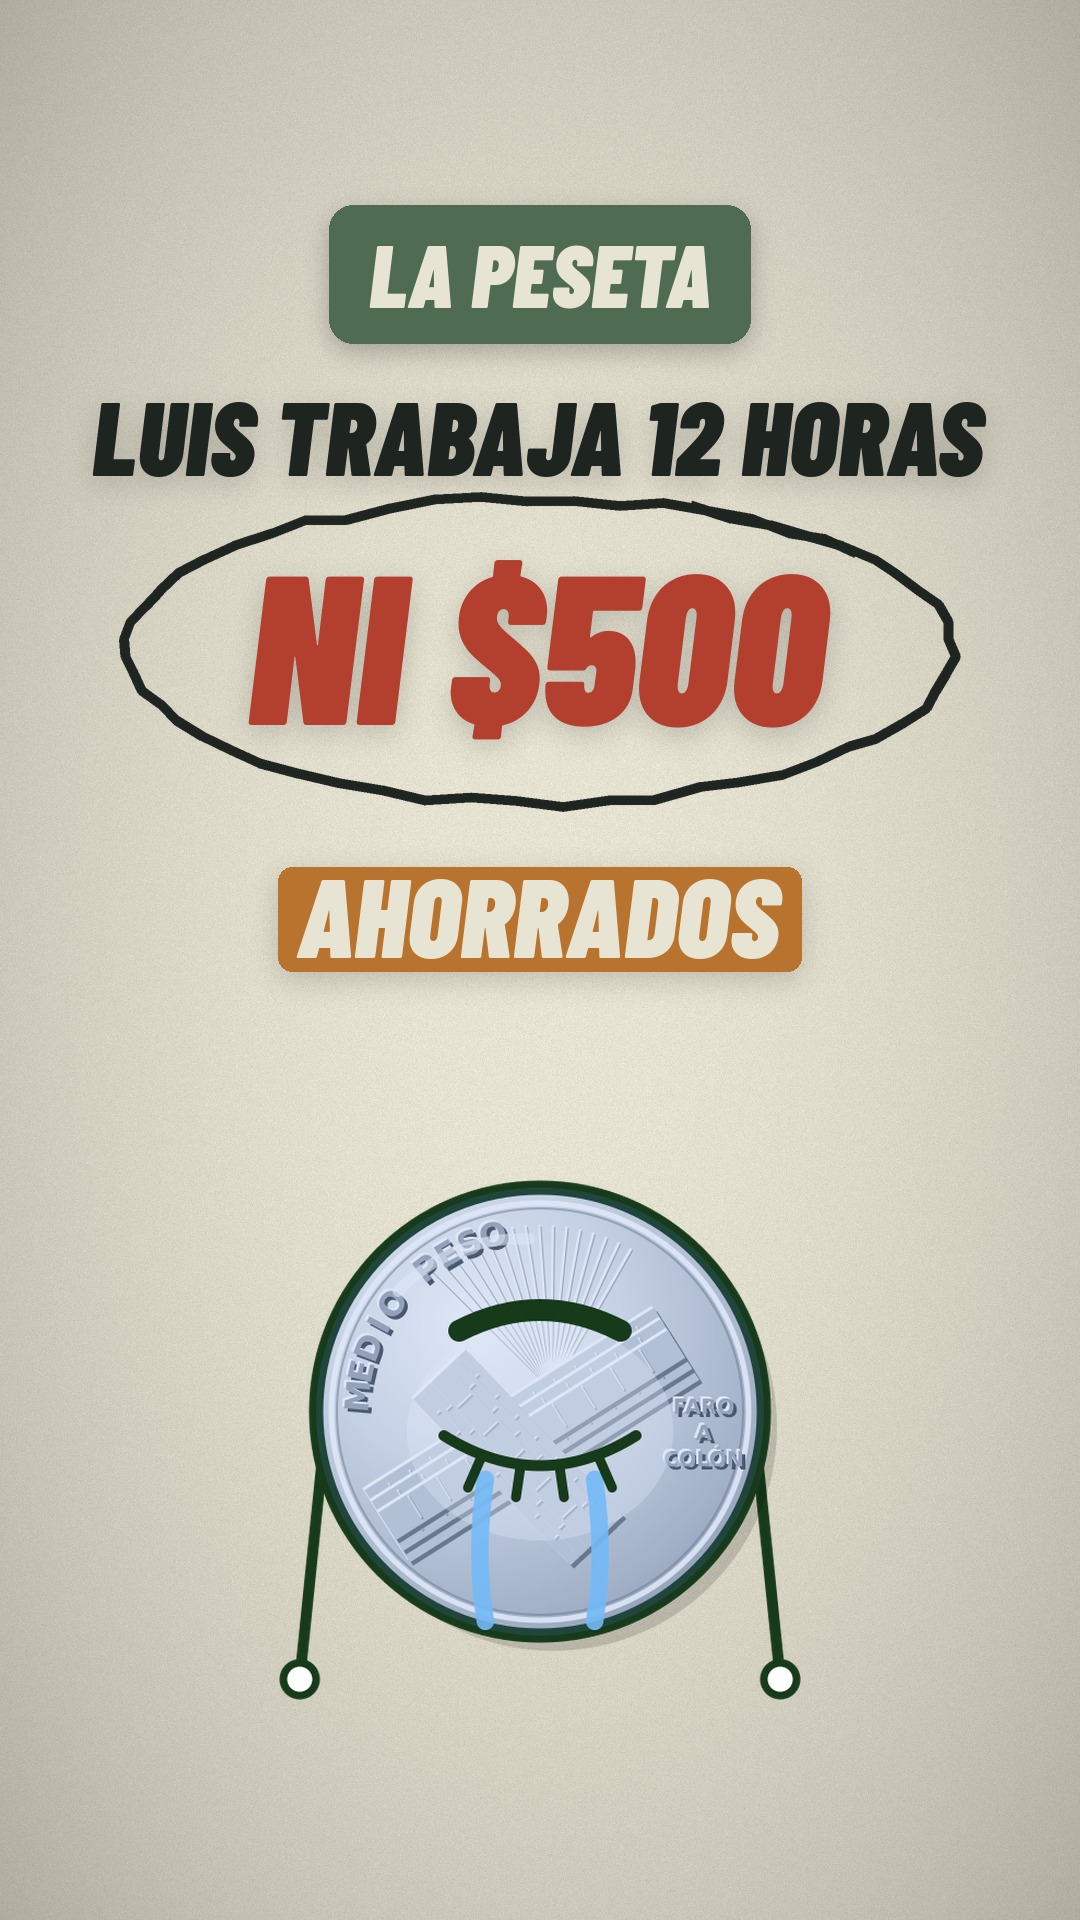 LA PESETA
LUIS TRABAJA 12 HORAS
NI $500
AHORRADOS
MEDIO PESO
FARO
A
COLÓN